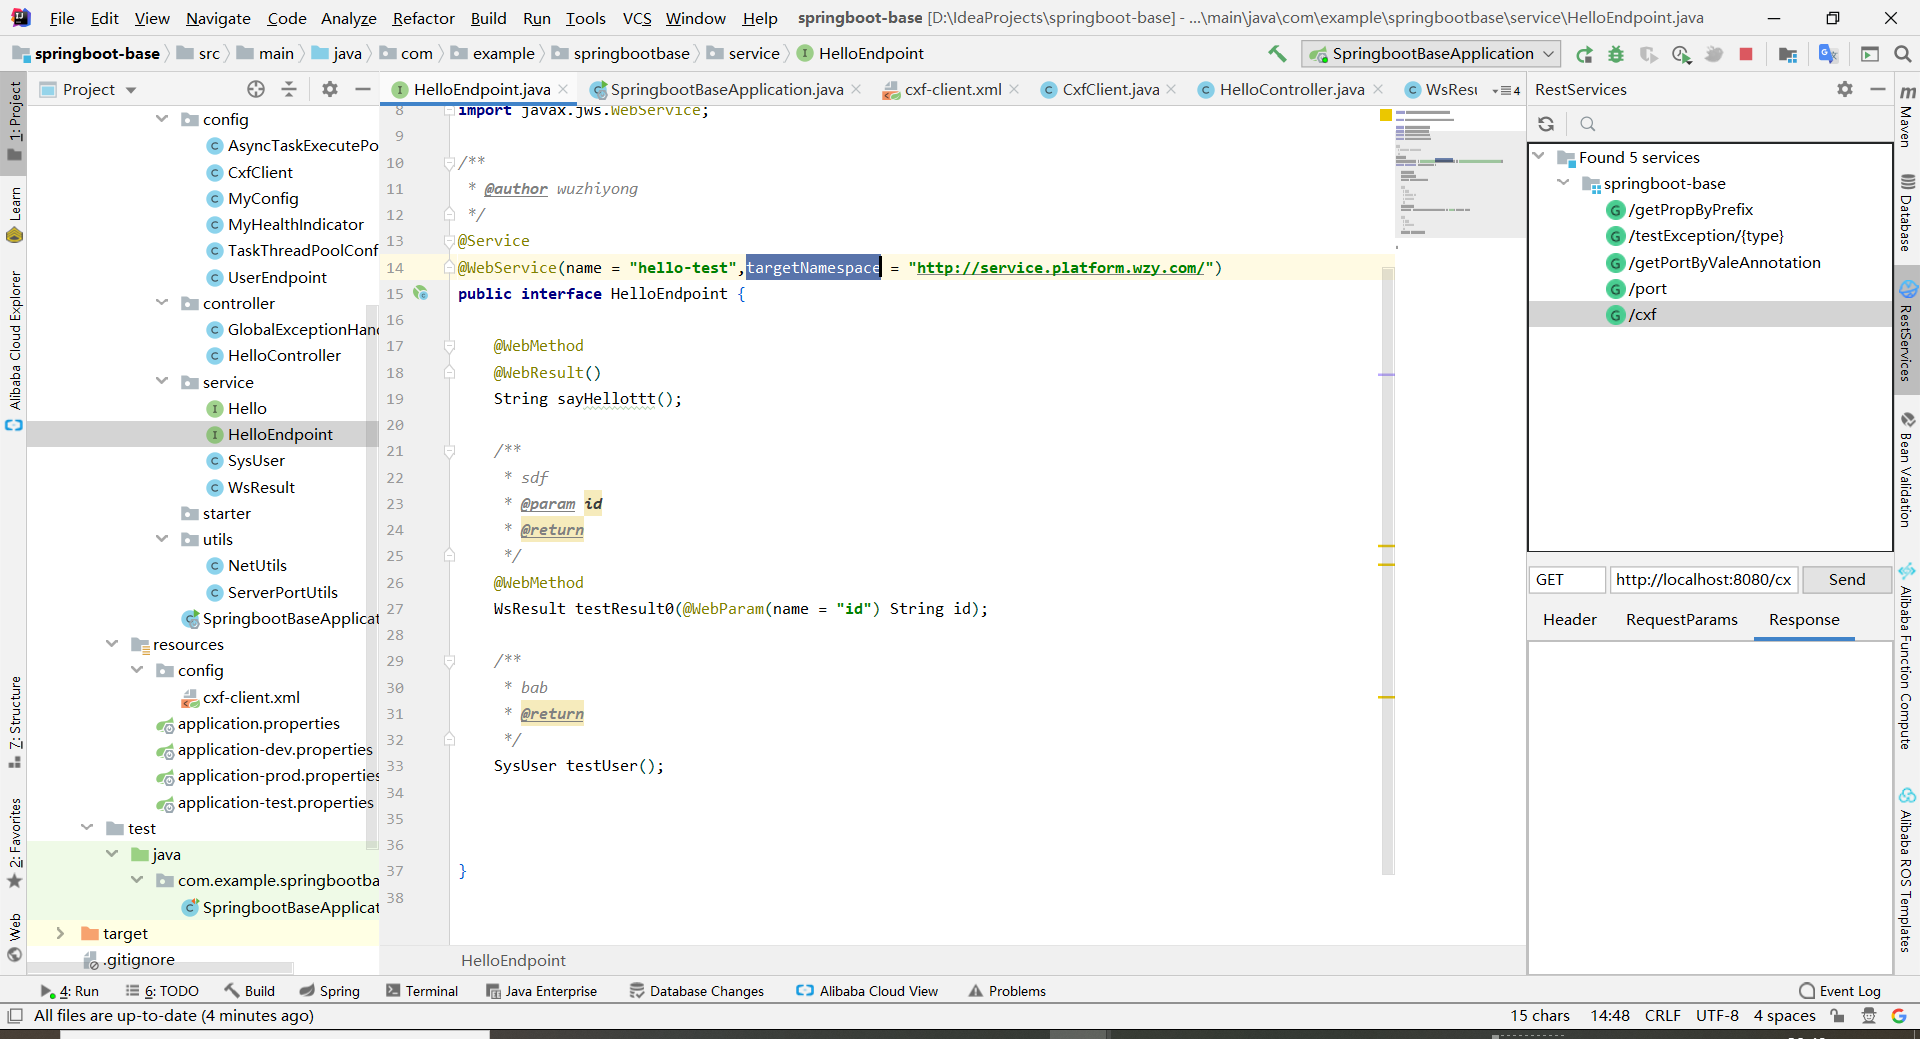 File Edit View Navigate Code Analyze Refactor Build Run Tools VCS Window Help springboot-base [D:\IdeaProjects\springboot-base] - ...\main\java\com\example\springbootbase\service\HelloEndpoint.java
springboot-base src main java com example springbootbase service HelloEndpoint SpringbootBaseApplication
Project
HelloEndpoint.java SpringbootBaseApplication.java cxf-client.xml CxfClient.java HelloController.java WsResu 4
RestServices
1: Project
Learn
Alibaba Cloud Explorer
7: Structure
2: Favorites
Web
config
AsyncTaskExecutePo
CxfClient
MyConfig
MyHealthIndicator
TaskThreadPoolConf
UserEndpoint
controller
GlobalExceptionHand
HelloController
service
Hello
HelloEndpoint
SysUser
WsResult
starter
utils
NetUtils
ServerPortUtils
SpringbootBaseApplicat
resources
config
cxf-client.xml
application.properties
application-dev.properties
application-prod.properties
application-test.properties
test
java
com.example.springbootba
SpringbootBaseApplicat
target
.gitignore
8 import javax.jws.WebService;
9
10 /**
11 * @author wuzhiyong
12 */
13 @Service
14 @WebService(name = "hello-test",targetNamespace = "http://service.platform.wzy.com/")
15 public interface HelloEndpoint {
16
17 @WebMethod
18 @WebResult()
19 String sayHellottt();
20
21 /**
22 * sdf
23 * @param id
24 * @return
25 */
26 @WebMethod
27 WsResult testResult0(@WebParam(name = "id") String id);
28
29 /**
30 * bab
31 * @return
32 */
33 SysUser testUser();
34
35
36
37 }
38
HelloEndpoint
Found 5 services
springboot-base
/getPropByPrefix
/testException/{type}
/getPortByValeAnnotation
/port
/cxf
GET http://localhost:8080/cx Send
Header RequestParams Response
Maven
Database
RestServices
Bean Validation
Alibaba Function Compute
Alibaba ROS Templates
4: Run 6: TODO Build Spring Terminal Java Enterprise Database Changes Alibaba Cloud View Problems Event Log
All files are up-to-date (4 minutes ago) 15 chars 14:48 CRLF UTF-8 4 spaces